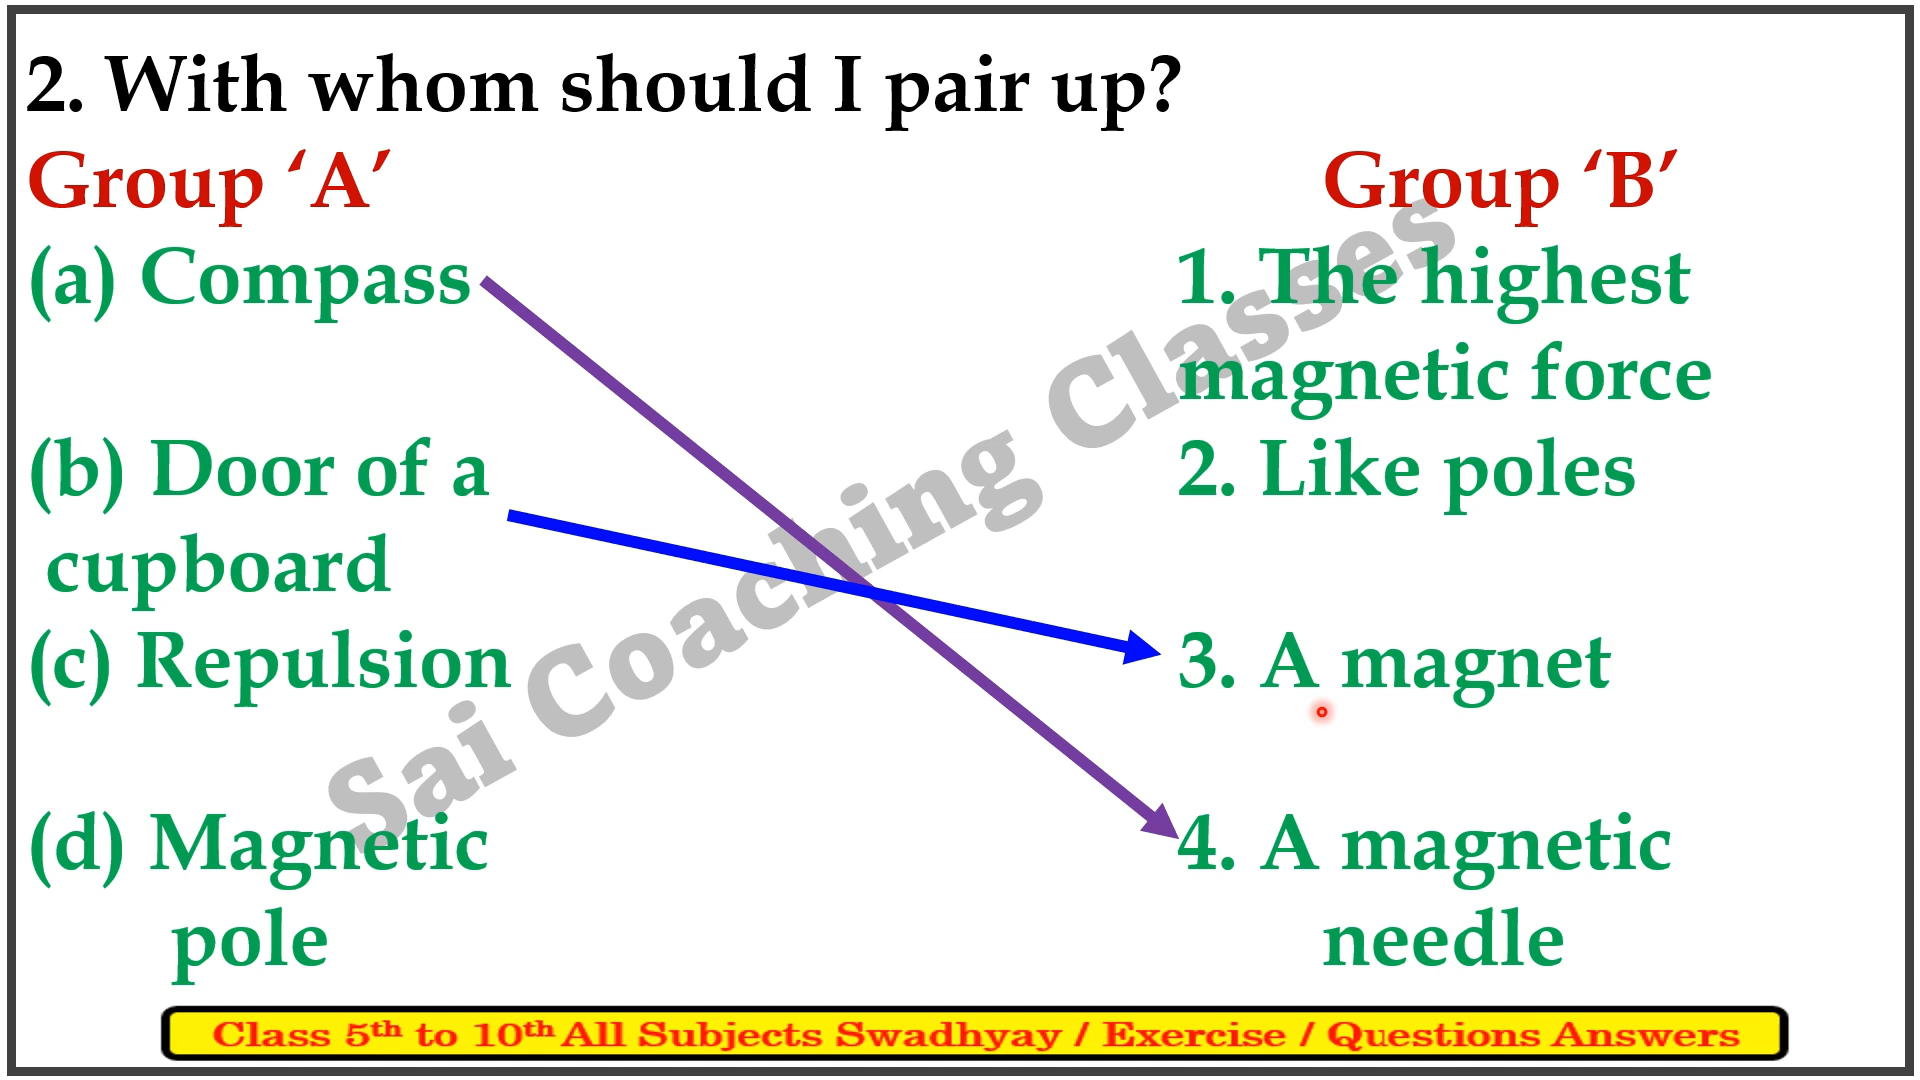 2. With whom should I pair up?
Group ‘A’ Group ‘B’
(a) Compass 1. The highest
magnetic force
(b) Door of a 2. Like poles
cupboard
(c) Repulsion 3. A magnet
(d) Magnetic 4. A magnetic
pole needle
Sai Coaching Classes
Class 5th to 10th All Subjects Swadhyay / Exercise / Questions Answers